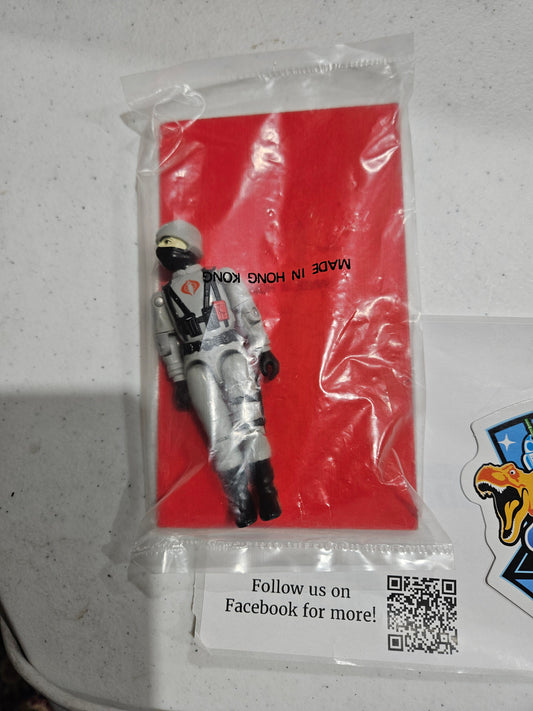 MADE IN HONG KONG
Follow us on
Facebook for more!